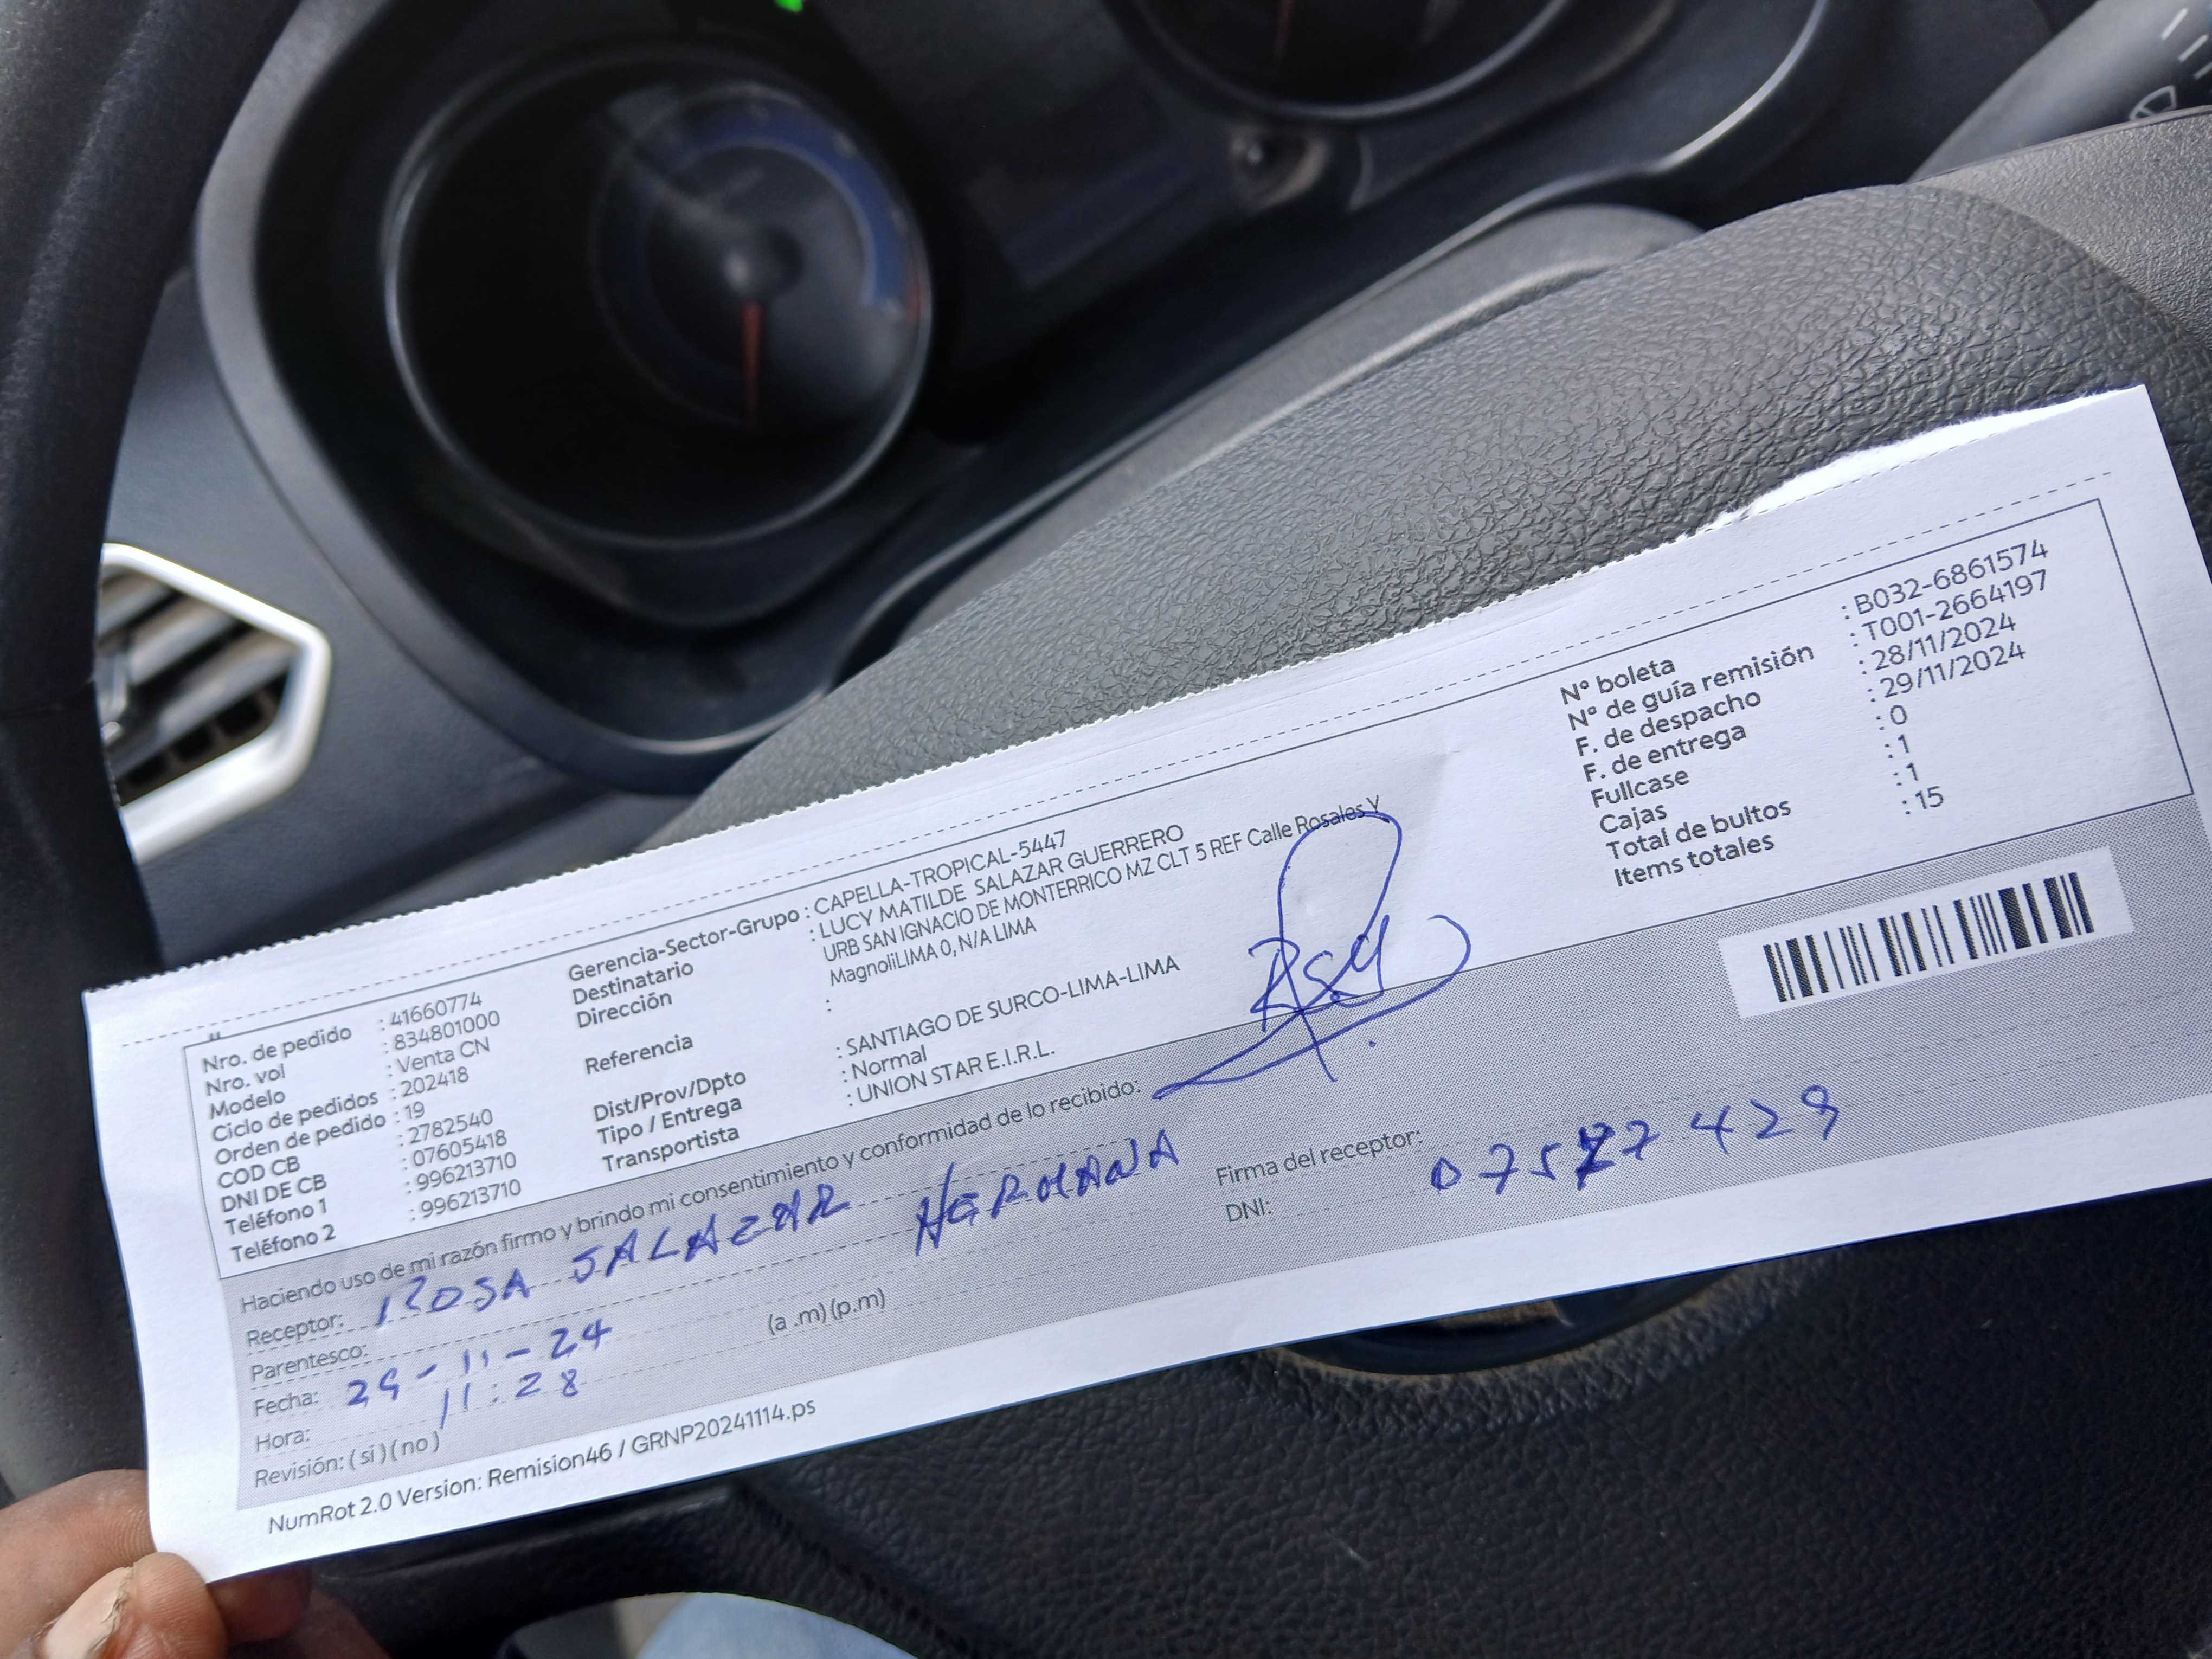 Nro. de pedido : 41660774
Nro. vol : 834801000
Modelo : Venta CN
Ciclo de pedidos : 202418
Orden de pedido : 19
COD CB : 2782540
DNI DE CB : 07605418
Teléfono 1 : 996213710
Teléfono 2 : 996213710
Gerencia-Sector-Grupo : CAPELLA-TROPICAL-5447
Destinatario : LUCY MATILDE SALAZAR GUERRERO
Dirección URB SAN IGNACIO DE MONTERRICO MZ CLT 5 REF Calle Rosales y
MagnoliLIMA 0, N/A LIMA
Referencia :
Dist/Prov/Dpto : SANTIAGO DE SURCO-LIMA-LIMA
Tipo / Entrega : Normal
Transportista : UNION STAR E.I.R.L.
N° boleta : B032-6861574
N° de guía remisión : T001-2664197
F. de despacho : 28/11/2024
F. de entrega : 29/11/2024
Fullcase : 0
Cajas : 1
Total de bultos : 1
Items totales : 15
Haciendo uso de mi razón firmo y brindo mi consentimiento y conformidad de lo recibido:
Receptor: ROSA SALAZAR HERMANA
Parentesco:
Fecha: 29-11-24
Hora: 11:28 (a .m) (p.m)
Revisión: ( si ) ( no )
Firma del receptor:
DNI:
NumRot 2.0 Version: Remision46 / GRNP20241114.ps